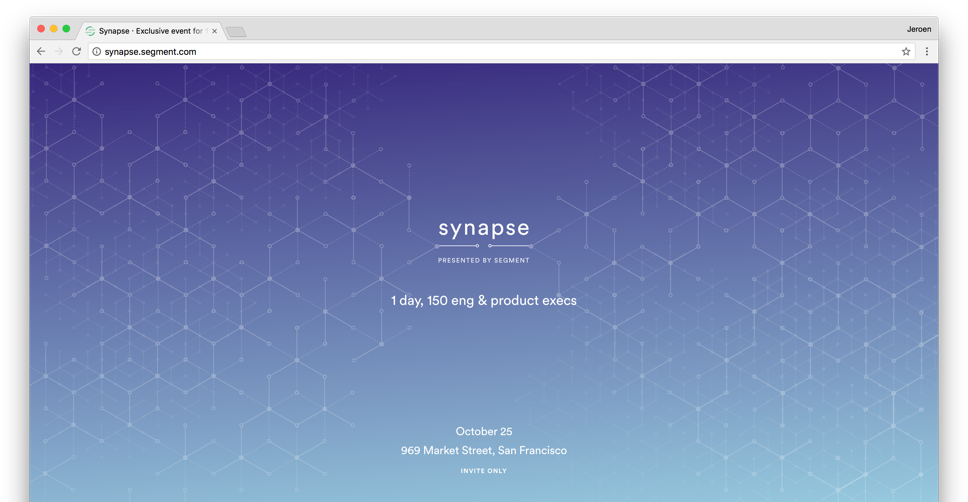 Synapse · Exclusive event for
Jeroen
synapse.segment.com
synapse
PRESENTED BY SEGMENT
1 day, 150 eng & product execs
October 25
969 Market Street, San Francisco
INVITE ONLY